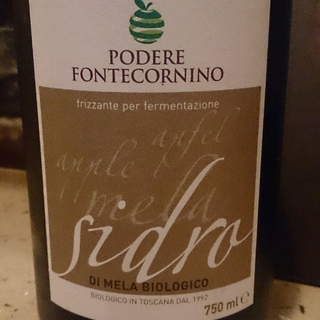 PODERE
FONTECORNINO
frizzante per fermentazione
apfel
apple
mela
sidro
DI MELA BIOLOGICO
BIOLOGICO IN TOSCANA DAL 1992
750 ml e